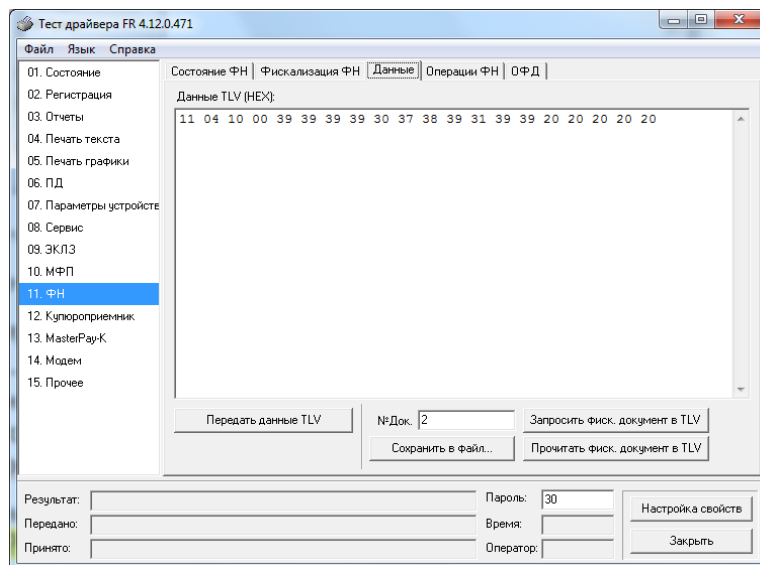 Тест драйвера FR 4.12.0.471
Файл Язык Справка
01. Состояние
02. Регистрация
03. Отчеты
04. Печать текста
05. Печать графики
06. ПД
07. Параметры устройств
08. Сервис
09. ЭКЛЗ
10. МФП
11. ФН
12. Купюроприемник
13. MasterPay-K
14. Модем
15. Прочее
Состояние ФН Фискализация ФН Данные Операции ФН ОФД
Данные TLV (HEX):
11 04 10 00 39 39 39 39 30 37 38 39 31 39 39 20 20 20 20 20
Передать данные TLV
№Док. 2
Запросить фиск. документ в TLV
Сохранить в файл...
Прочитать фиск. документ в TLV
Результат:
Передано:
Принято:
Пароль: 30
Время:
Оператор:
Настройка свойств
Закрыть